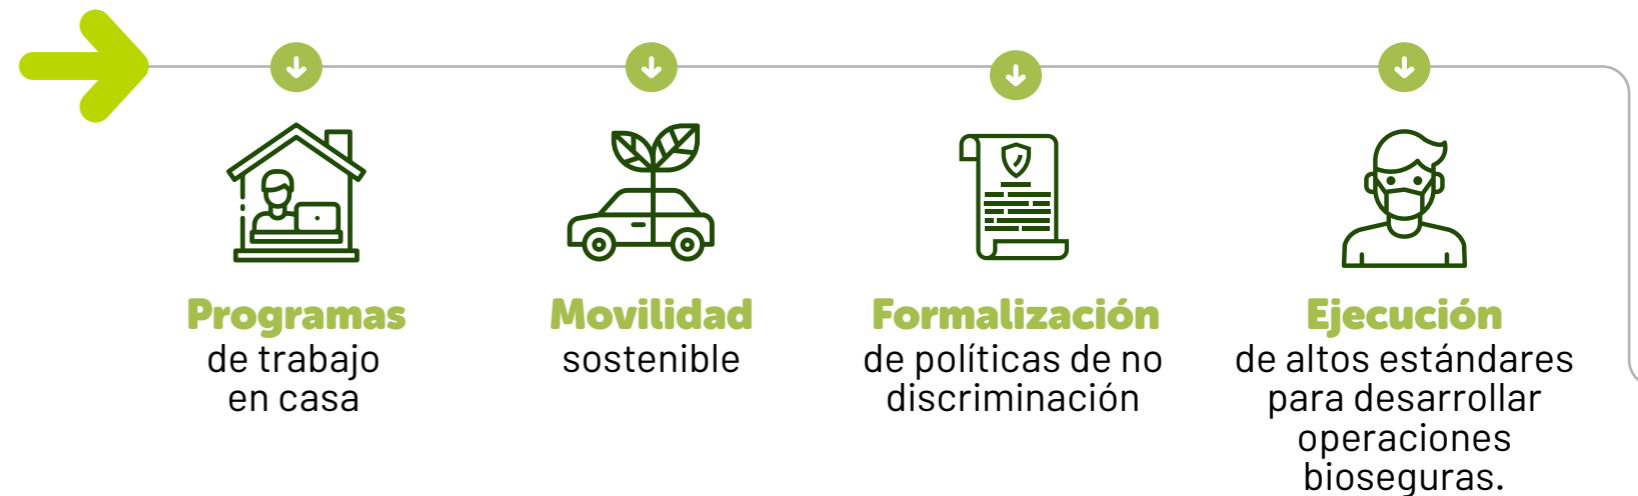 Programas
de trabajo
en casa
Movilidad
sostenible
Formalización
de políticas de no
discriminación
Ejecución
de altos estándares
para desarrollar
operaciones
bioseguras.